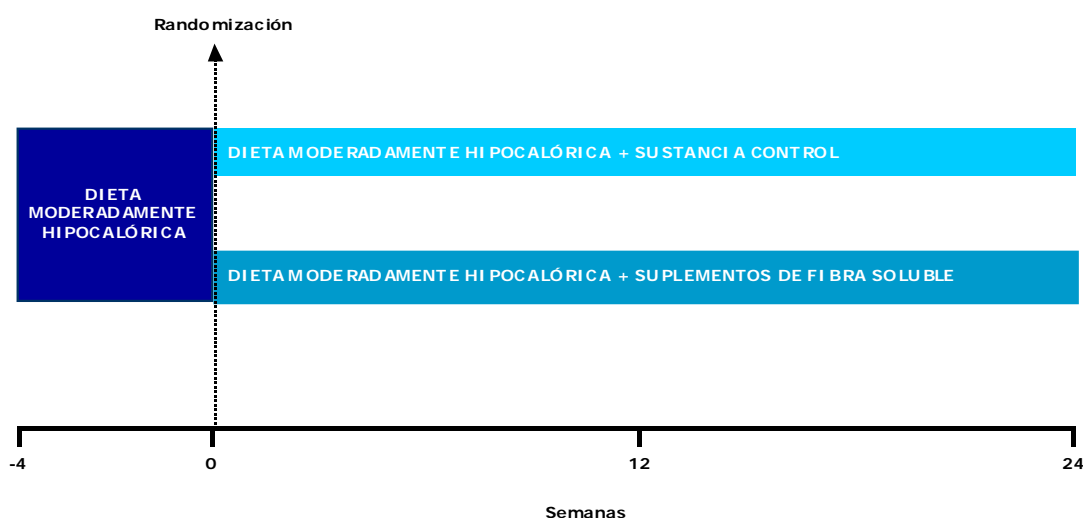 Randomización
DIETA MODERADAMENTE HIPOCALÓRICA + SUSTANCIA CONTROL
DIETA
MODERADAMENTE
HIPOCALÓRICA
DIETA MODERADAMENTE HIPOCALÓRICA + SUPLEMENTOS DE FIBRA SOLUBLE
-4 0 12 24
Semanas